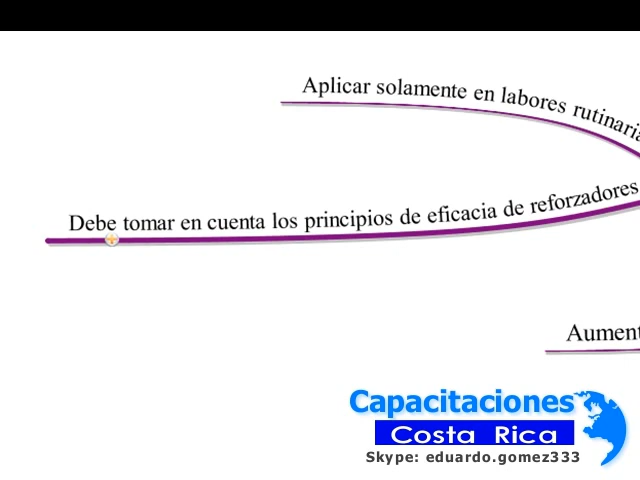 Aplicar solamente en labores rutinaria
Debe tomar en cuenta los principios de eficacia de reforzadores
Aument
Capacitaciones
Costa Rica
Skype: eduardo.gomez333